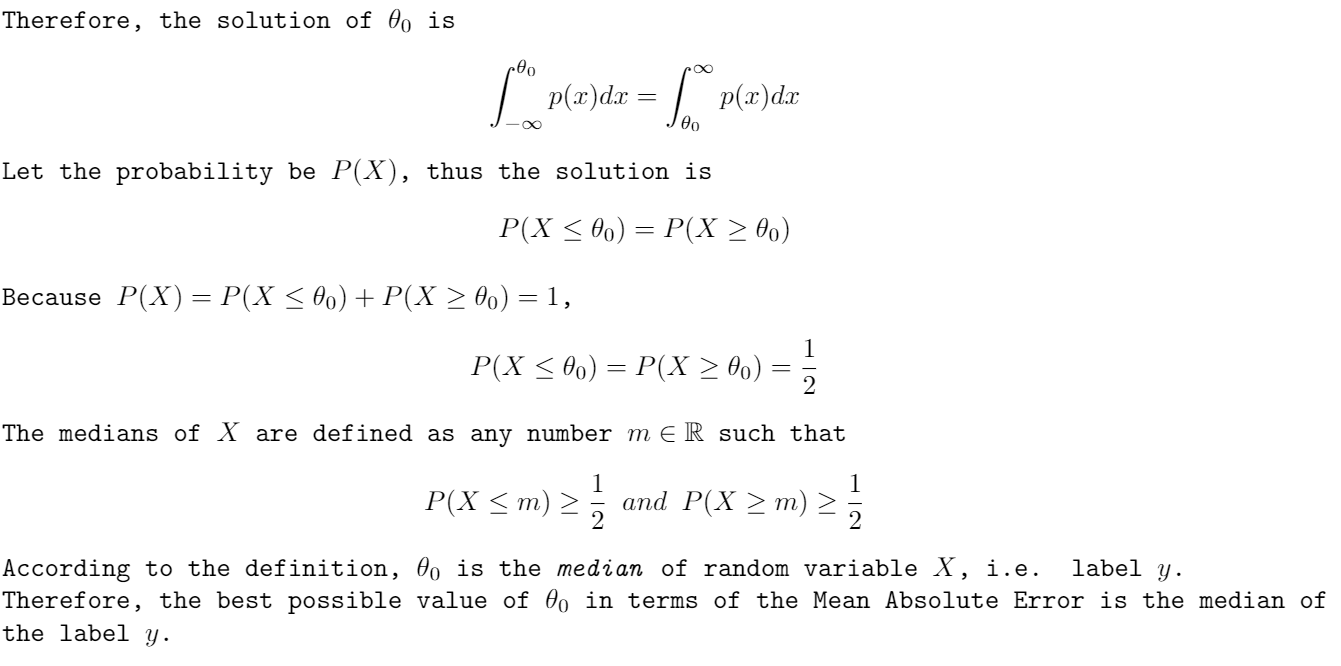 Therefore, the solution of θ₀ is
∫_{-∞}^{θ₀} p(x)dx = ∫_{θ₀}^{∞} p(x)dx
Let the probability be P(X), thus the solution is
P(X ≤ θ₀) = P(X ≥ θ₀)
Because P(X) = P(X ≤ θ₀) + P(X ≥ θ₀) = 1,
P(X ≤ θ₀) = P(X ≥ θ₀) = 1/2
The medians of X are defined as any number m ∈ ℝ such that
P(X ≤ m) ≥ 1/2 and P(X ≥ m) ≥ 1/2
According to the definition, θ₀ is the median of random variable X, i.e. label y.
Therefore, the best possible value of θ₀ in terms of the Mean Absolute Error is the median of
the label y.